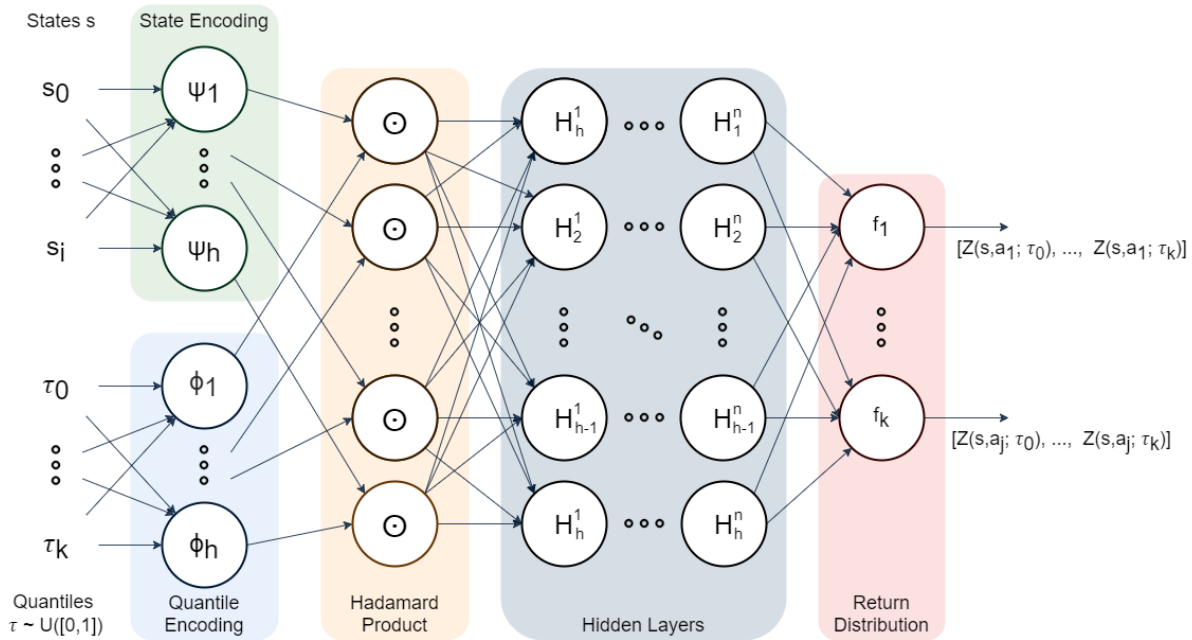 States s
State Encoding
s₀
sᵢ
ψ₁
ψₕ
τ₀
τₖ
ϕ₁
ϕₕ
Quantiles
τ ~ U([0,1])
Quantile
Encoding
⊙
⊙
⊙
⊙
Hadamard
Product
H¹ₕ
Hⁿ₁
H¹₂
Hⁿ₂
H¹ₕ₋₁
Hⁿₕ₋₁
H¹ₕ
Hⁿₕ
Hidden Layers
f₁
fₖ
Return
Distribution
[Z(s,a₁; τ₀), ..., Z(s,a₁; τₖ)]
[Z(s,aⱼ; τ₀), ..., Z(s,aⱼ; τₖ)]